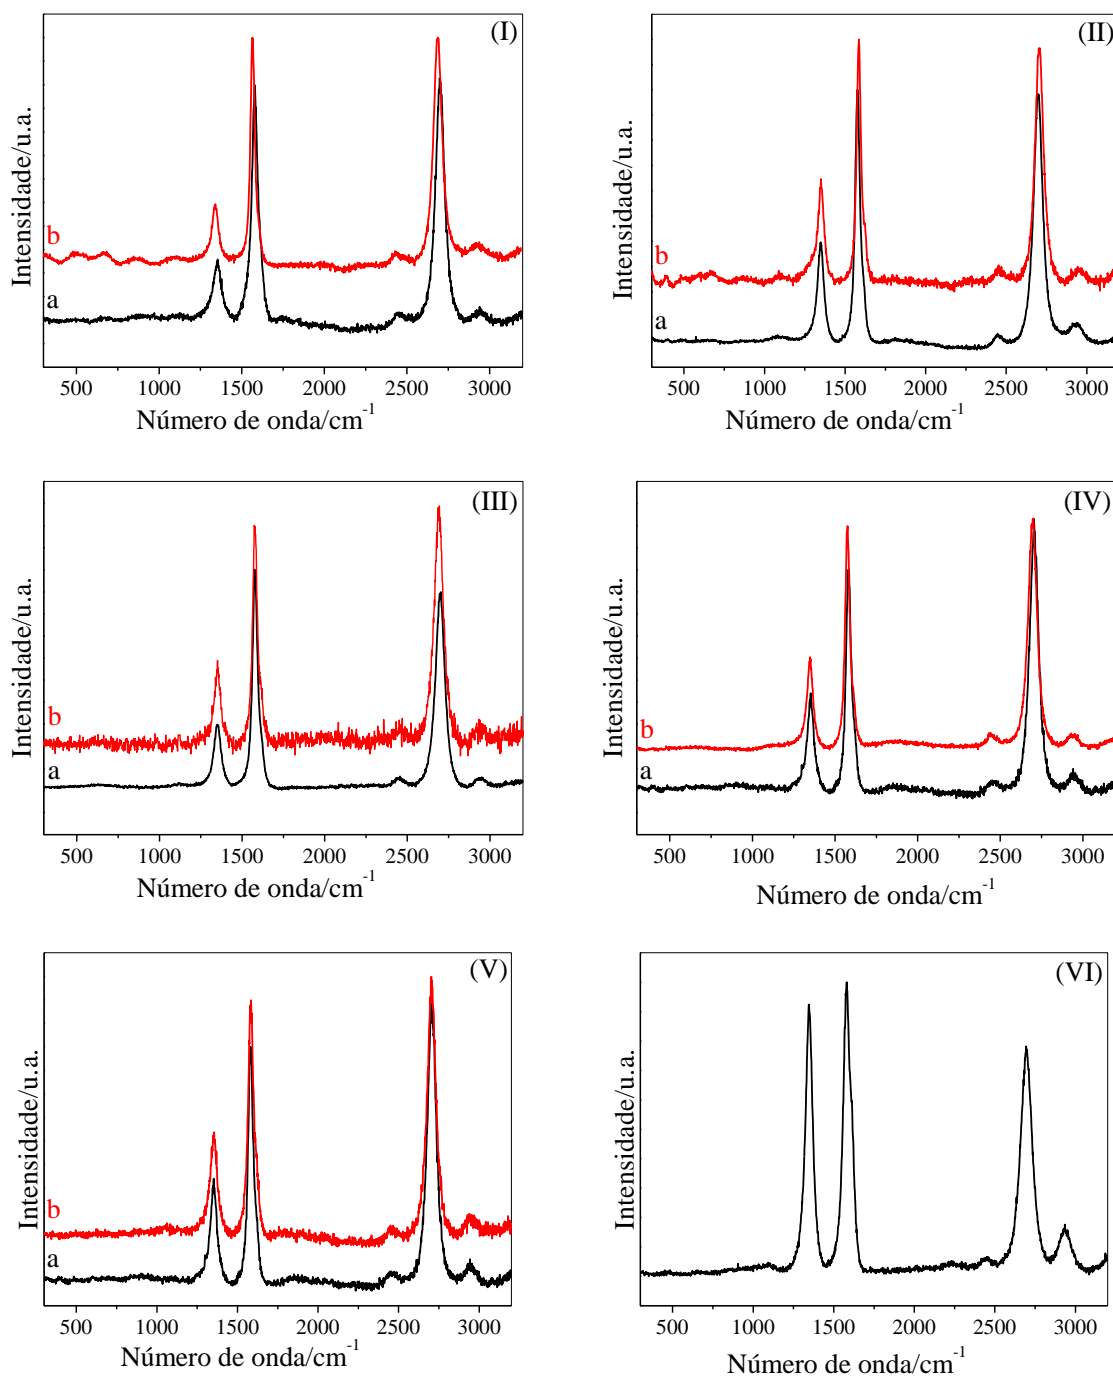 (I)
Intensidade/u.a.
b
a
500 1000 1500 2000 2500 3000
Número de onda/cm⁻¹
(II)
Intensidade/u.a.
b
a
500 1000 1500 2000 2500 3000
Número de onda/cm⁻¹
(III)
Intensidade/u.a.
b
a
500 1000 1500 2000 2500 3000
Número de onda/cm⁻¹
(IV)
Intensidade/u.a.
b
a
500 1000 1500 2000 2500 3000
Número de onda/cm⁻¹
(V)
Intensidade/u.a.
b
a
500 1000 1500 2000 2500 3000
Número de onda/cm⁻¹
(VI)
Intensidade/u.a.
500 1000 1500 2000 2500 3000
Número de onda/cm⁻¹